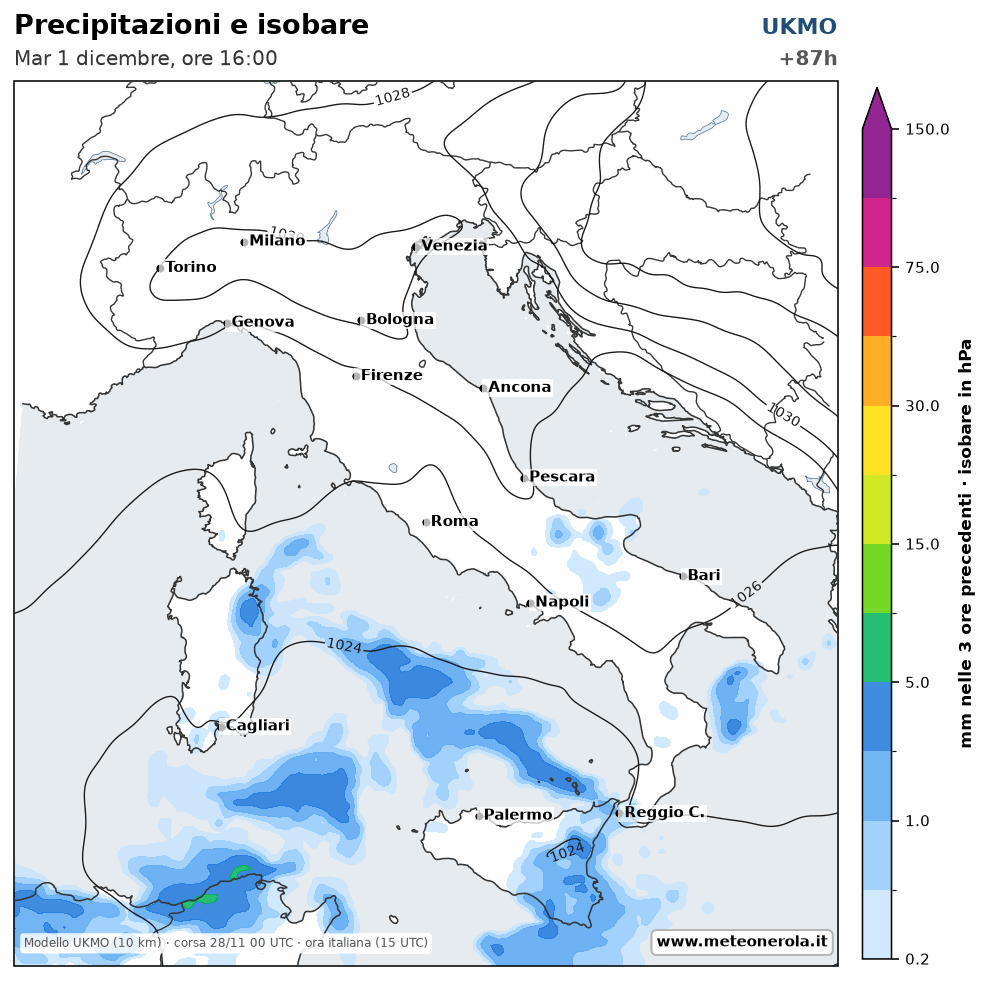 Precipitazioni e isobare
UKMO
Mar 1 dicembre, ore 16:00
+87h
1028
1030
Milano
Venezia
Torino
Genova
Bologna
Firenze
Ancona
1030
Pescara
Roma
Bari
1026
Napoli
1024
Cagliari
Palermo
Reggio C.
1024
Modello UKMO (10 km) · corsa 28/11 00 UTC · ora italiana (15 UTC)
www.meteonerola.it
150.0
75.0
30.0
15.0
5.0
1.0
0.2
mm nelle 3 ore precedenti · isobare in hPa